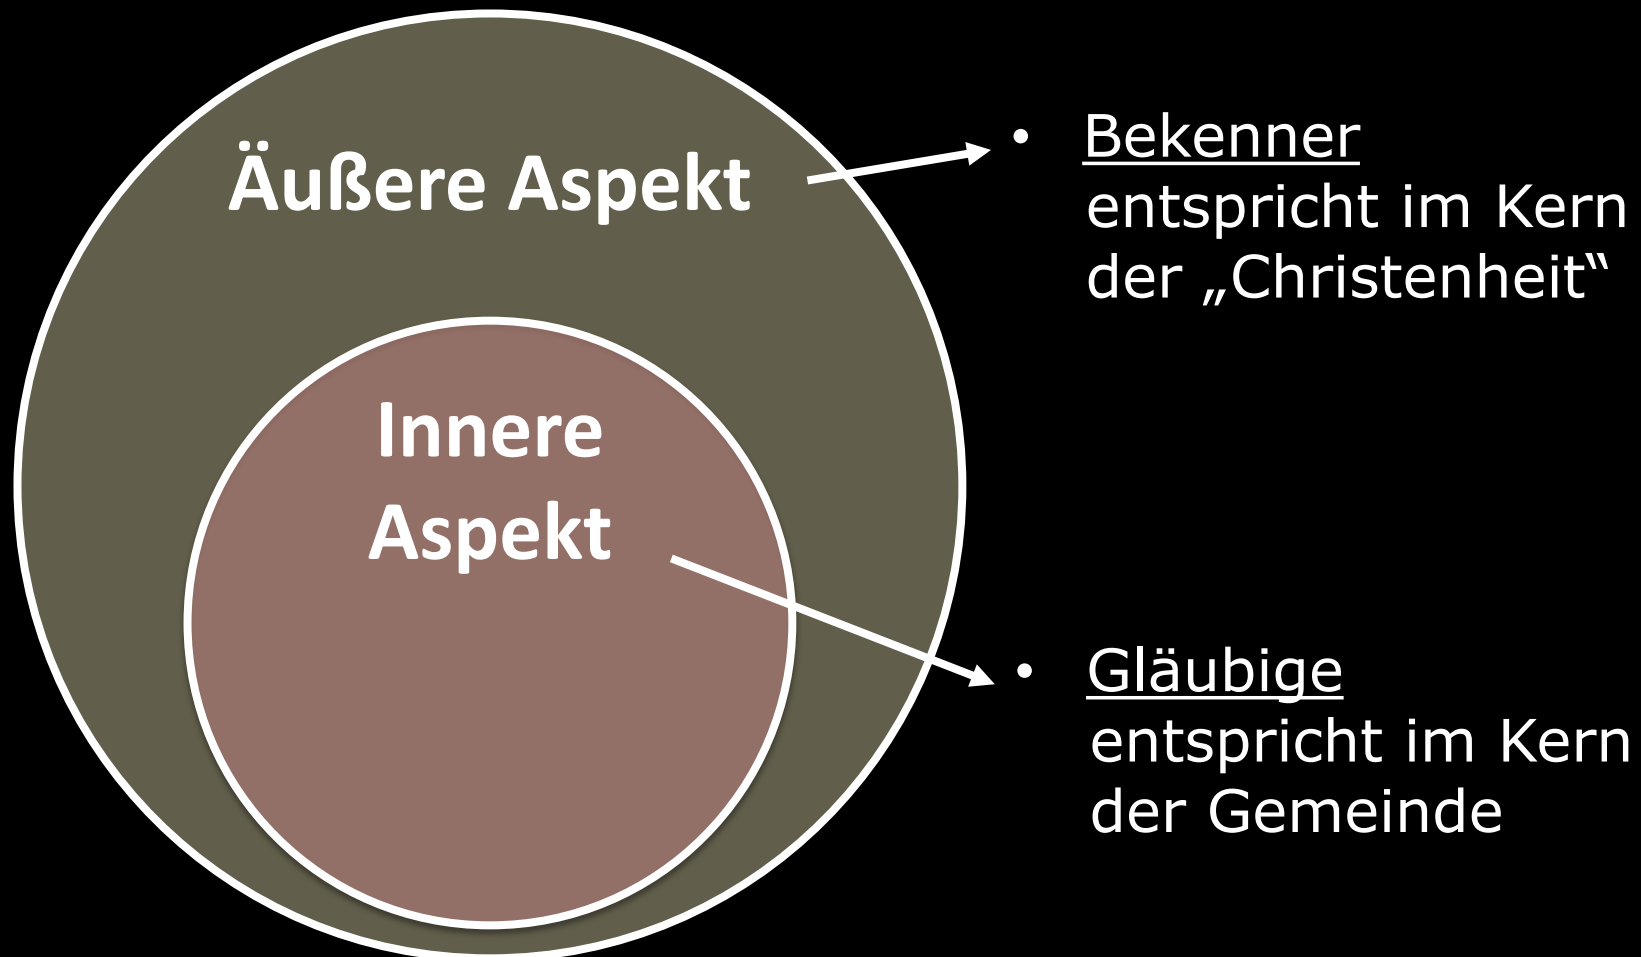 Äußere Aspekt
• Bekenner
entspricht im Kern
der „Christenheit“
Innere
Aspekt
• Gläubige
entspricht im Kern
der Gemeinde